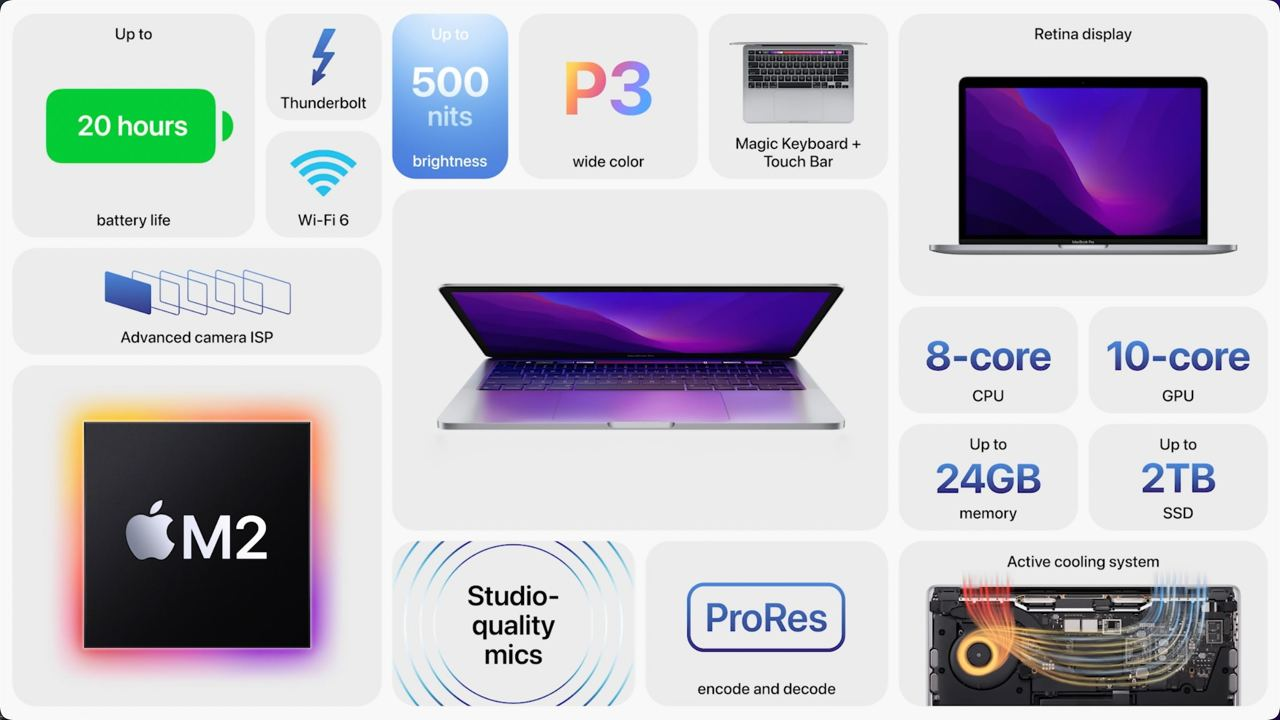 Up to
20 hours
battery life
Thunderbolt
Wi-Fi 6
Up to
500
nits
brightness
P3
wide color
Magic Keyboard +
Touch Bar
Retina display
MacBook Pro
Advanced camera ISP
8-core
CPU
10-core
GPU
Up to
24GB
memory
Up to
2TB
SSD
M2
Studio-
quality
mics
ProRes
encode and decode
Active cooling system